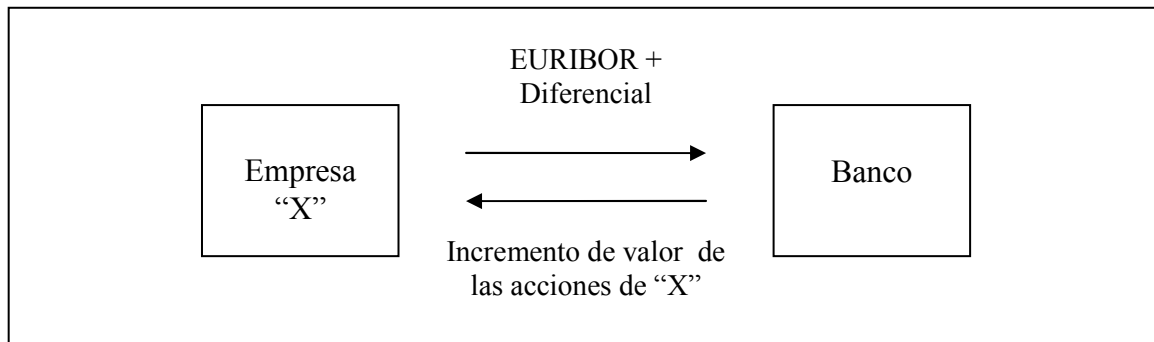 EURIBOR +
Diferencial
Empresa
“X”
Banco
Incremento de valor de
las acciones de “X”